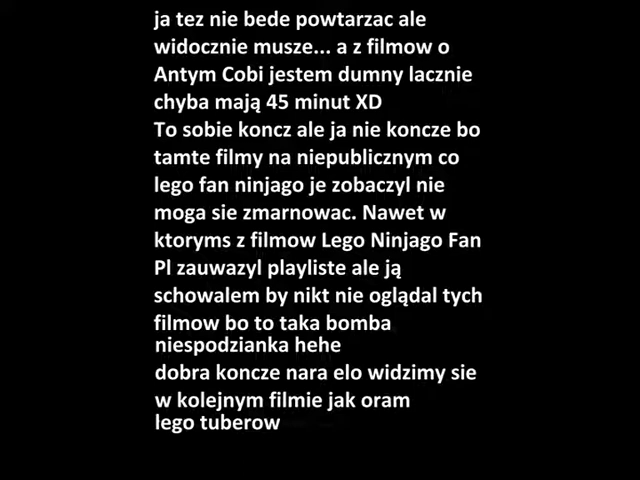 ja tez nie bede powtarzac ale
widocznie musze... a z filmow o
Antym Cobi jestem dumny lacznie
chyba mają 45 minut XD
To sobie koncz ale ja nie koncze bo
tamte filmy na niepublicznym co
lego fan ninjago je zobaczyl nie
moga sie zmarnowac. Nawet w
ktoryms z filmow Lego Ninjago Fan
Pl zauwazyl playliste ale ją
schowalem by nikt nie oglądal tych
filmow bo to taka bomba
niespodzianka hehe
dobra koncze nara elo widzimy sie
w kolejnym filmie jak oram
lego tuberow